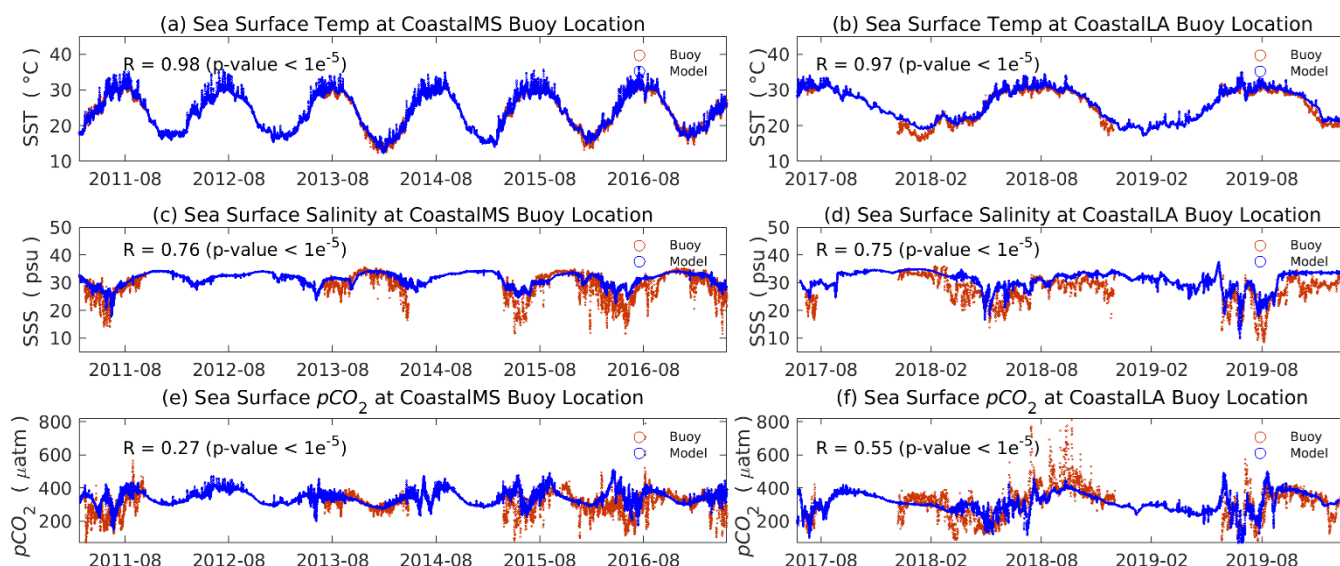 (a) Sea Surface Temp at CoastalMS Buoy Location
R = 0.98 (p-value < 1e⁻⁵)
Buoy
Model
SST ( °C)
40
30
20
10
2011-08 2012-08 2013-08 2014-08 2015-08 2016-08
(b) Sea Surface Temp at CoastalLA Buoy Location
R = 0.97 (p-value < 1e⁻⁵)
Buoy
Model
SST ( °C)
40
30
20
10
2017-08 2018-02 2018-08 2019-02 2019-08
(c) Sea Surface Salinity at CoastalMS Buoy Location
R = 0.76 (p-value < 1e⁻⁵)
Buoy
Model
SSS ( psu )
50
40
30
20
10
2011-08 2012-08 2013-08 2014-08 2015-08 2016-08
(d) Sea Surface Salinity at CoastalLA Buoy Location
R = 0.75 (p-value < 1e⁻⁵)
Buoy
Model
SSS ( psu )
50
40
30
20
10
2017-08 2018-02 2018-08 2019-02 2019-08
(e) Sea Surface pCO₂ at CoastalMS Buoy Location
R = 0.27 (p-value < 1e⁻⁵)
Buoy
Model
pCO₂ ( μatm)
800
600
400
200
2011-08 2012-08 2013-08 2014-08 2015-08 2016-08
(f) Sea Surface pCO₂ at CoastalLA Buoy Location
R = 0.55 (p-value < 1e⁻⁵)
Buoy
Model
pCO₂ ( μatm)
800
600
400
200
2017-08 2018-02 2018-08 2019-02 2019-08